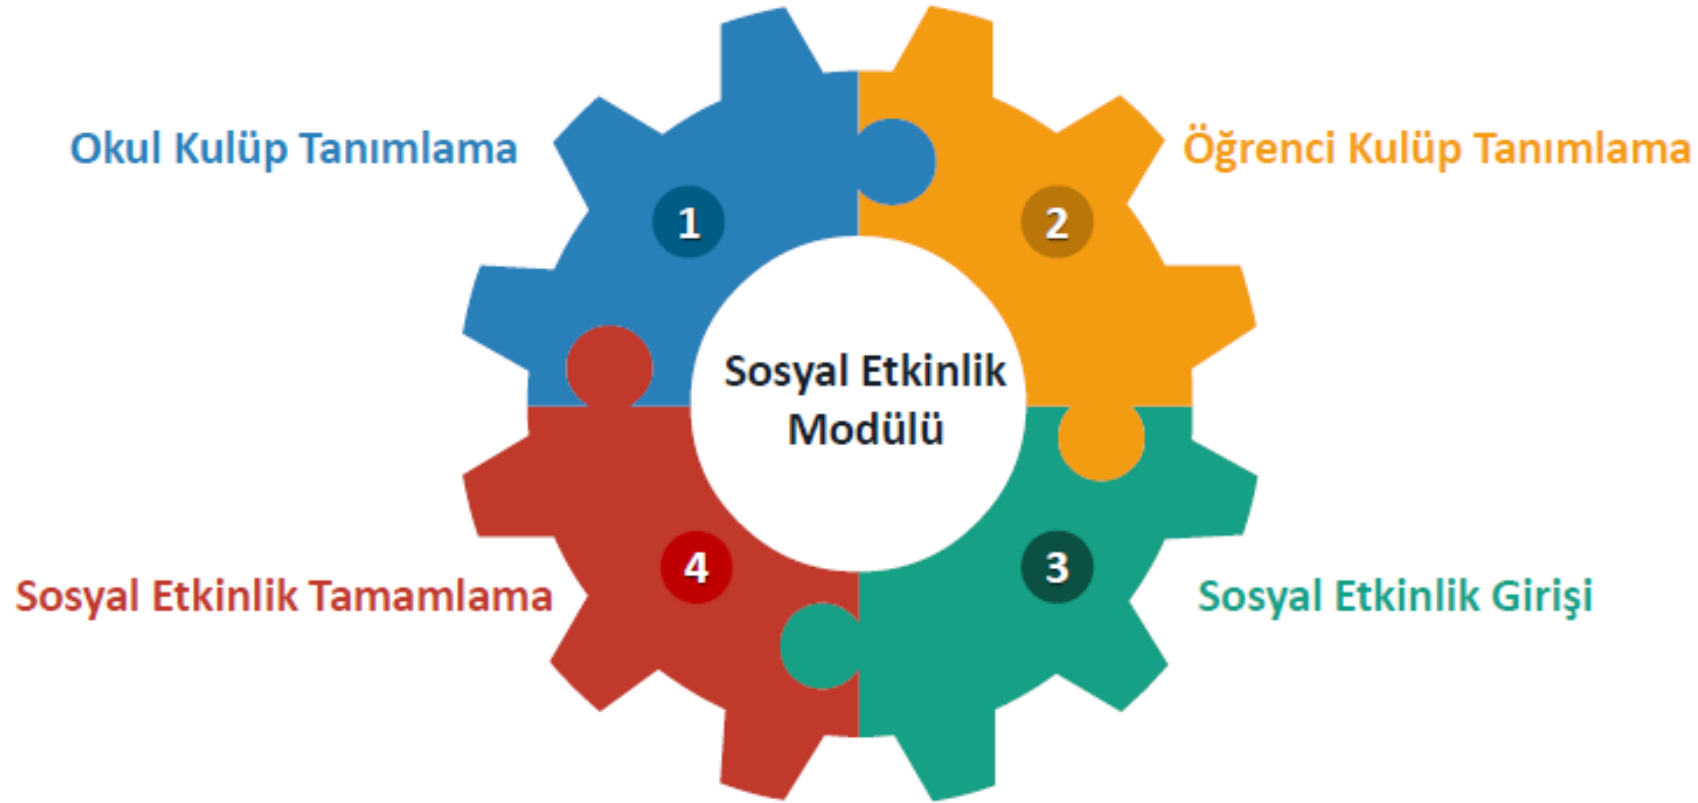 Okul Kulüp Tanımlama
1
2
Öğrenci Kulüp Tanımlama
Sosyal Etkinlik
Modülü
Sosyal Etkinlik Tamamlama
4
3
Sosyal Etkinlik Girişi